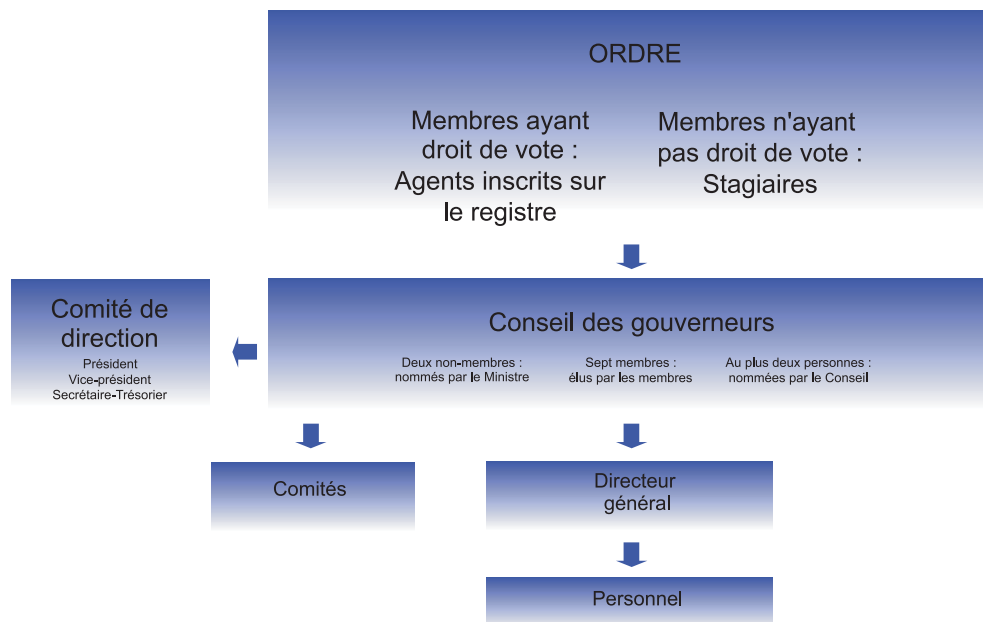 ORDRE
Membres ayant
droit de vote :
Agents inscrits sur
le registre
Membres n'ayant
pas droit de vote :
Stagiaires
Comité de
direction
Président
Vice-président
Secrétaire-Trésorier
Conseil des gouverneurs
Deux non-membres :
nommés par le Ministre
Sept membres :
élus par les membres
Au plus deux personnes :
nommées par le Conseil
Comités
Directeur
général
Personnel